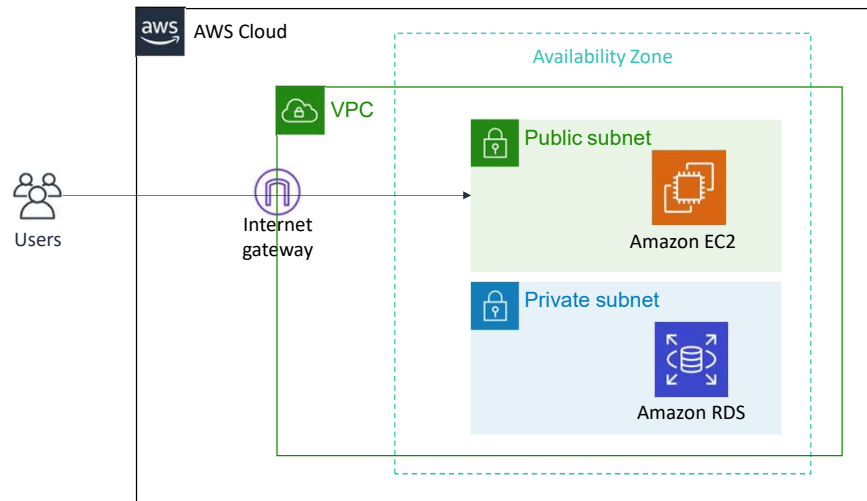 aws
AWS Cloud
Availability Zone
VPC
Public subnet
Users
Internet
gateway
Amazon EC2
Private subnet
Amazon RDS